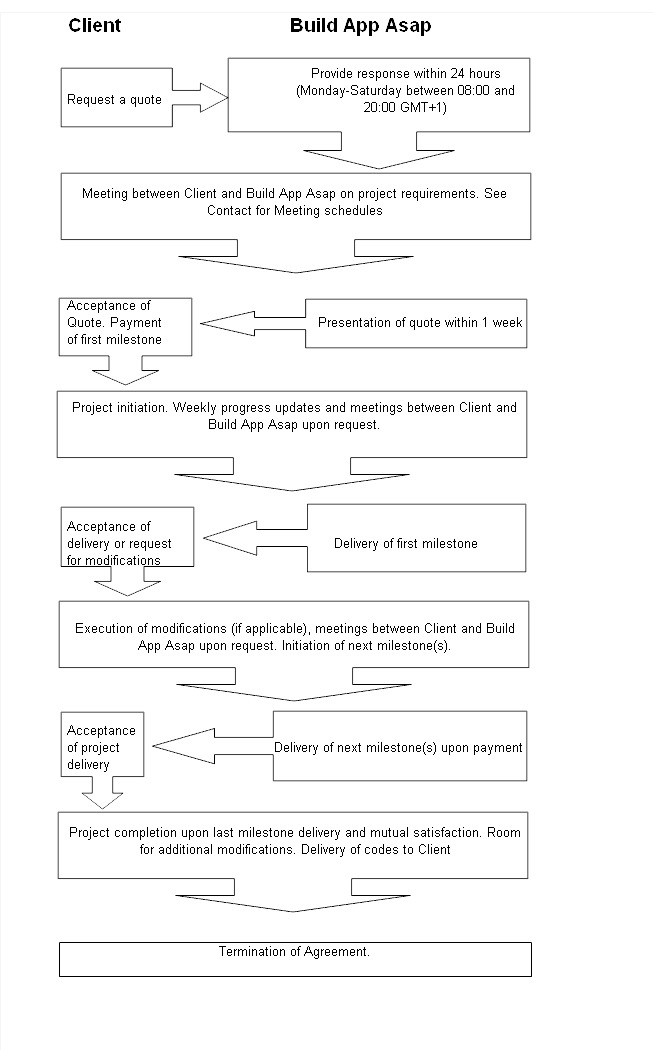 Client
Build App Asap
Request a quote
Provide response within 24 hours
(Monday-Saturday between 08:00 and
20:00 GMT+1)
Meeting between Client and Build App Asap on project requirements. See
Contact for Meeting schedules
Acceptance of
Quote. Payment
of first milestone
Presentation of quote within 1 week
Project initiation. Weekly progress updates and meetings between Client and
Build App Asap upon request.
Acceptance of
delivery or request
for modifications
Delivery of first milestone
Execution of modifications (if applicable), meetings between Client and Build
App Asap upon request. Initiation of next milestone(s).
Acceptance
of project
delivery
Delivery of next milestone(s) upon payment
Project completion upon last milestone delivery and mutual satisfaction. Room
for additional modifications. Delivery of codes to Client
Termination of Agreement.